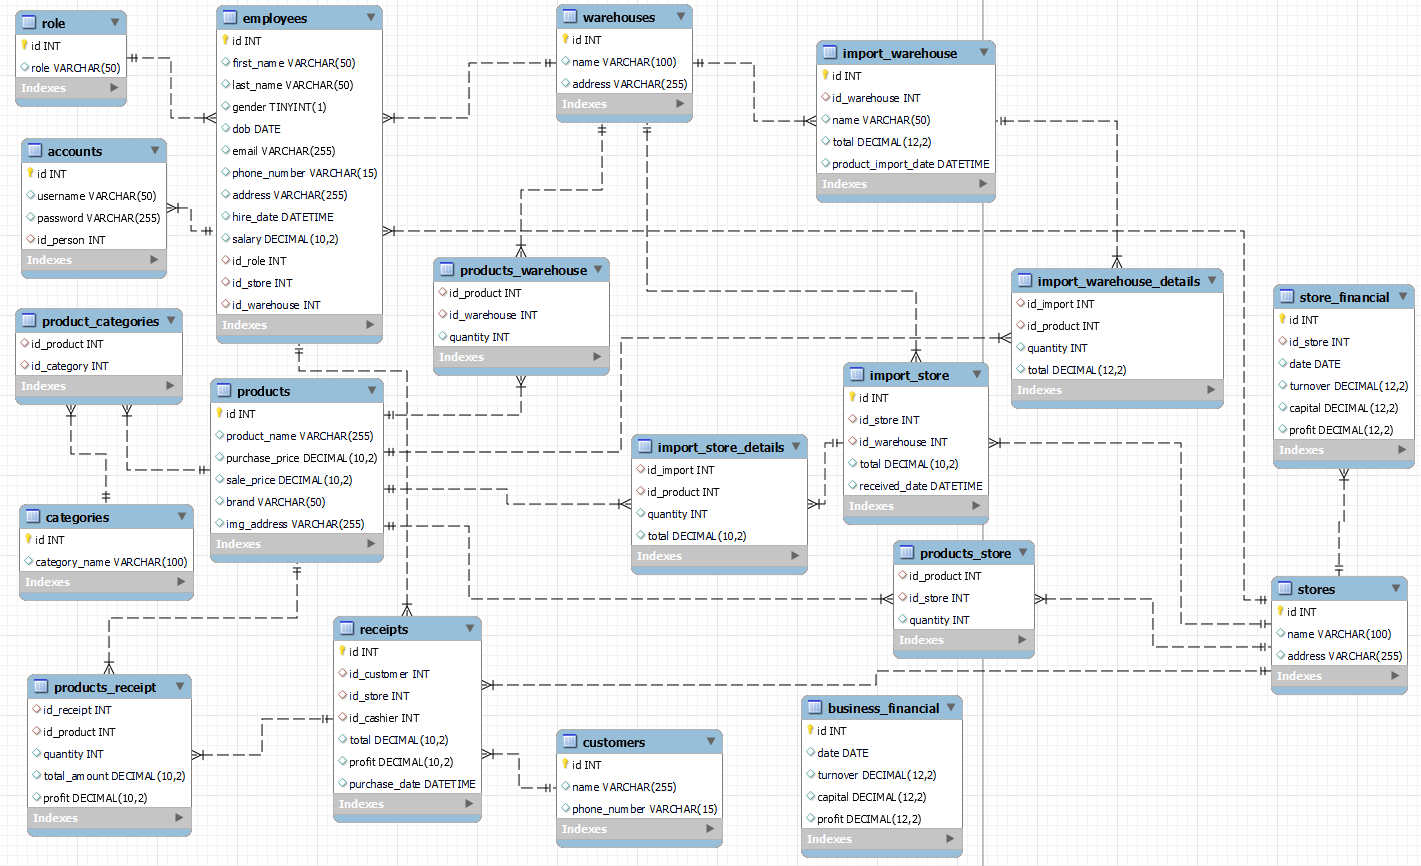 role
id INT
role VARCHAR(50)
Indexes
employees
id INT
first_name VARCHAR(50)
last_name VARCHAR(50)
gender TINYINT(1)
dob DATE
email VARCHAR(255)
phone_number VARCHAR(15)
address VARCHAR(255)
hire_date DATETIME
salary DECIMAL(10,2)
id_role INT
id_store INT
id_warehouse INT
Indexes
warehouses
id INT
name VARCHAR(100)
address VARCHAR(255)
Indexes
import_warehouse
id INT
id_warehouse INT
name VARCHAR(50)
total DECIMAL(12,2)
product_import_date DATETIME
Indexes
accounts
id INT
username VARCHAR(50)
password VARCHAR(255)
id_person INT
Indexes
products_warehouse
id_product INT
id_warehouse INT
quantity INT
Indexes
import_warehouse_details
id_import INT
id_product INT
quantity INT
total DECIMAL(12,2)
Indexes
store_financial
id INT
id_store INT
date DATE
turnover DECIMAL(12,2)
capital DECIMAL(12,2)
profit DECIMAL(12,2)
Indexes
product_categories
id_product INT
id_category INT
Indexes
products
id INT
product_name VARCHAR(255)
purchase_price DECIMAL(10,2)
sale_price DECIMAL(10,2)
brand VARCHAR(50)
img_address VARCHAR(255)
Indexes
import_store
id INT
id_store INT
id_warehouse INT
total DECIMAL(10,2)
received_date DATETIME
Indexes
import_store_details
id_import INT
id_product INT
quantity INT
total DECIMAL(10,2)
Indexes
categories
id INT
category_name VARCHAR(100)
Indexes
products_store
id_product INT
id_store INT
quantity INT
Indexes
stores
id INT
name VARCHAR(100)
address VARCHAR(255)
Indexes
receipts
id INT
id_customer INT
id_store INT
id_cashier INT
total DECIMAL(10,2)
profit DECIMAL(10,2)
purchase_date DATETIME
Indexes
products_receipt
id_receipt INT
id_product INT
quantity INT
total_amount DECIMAL(10,2)
profit DECIMAL(10,2)
Indexes
customers
id INT
name VARCHAR(255)
phone_number VARCHAR(15)
Indexes
business_financial
id INT
date DATE
turnover DECIMAL(12,2)
capital DECIMAL(12,2)
profit DECIMAL(12,2)
Indexes